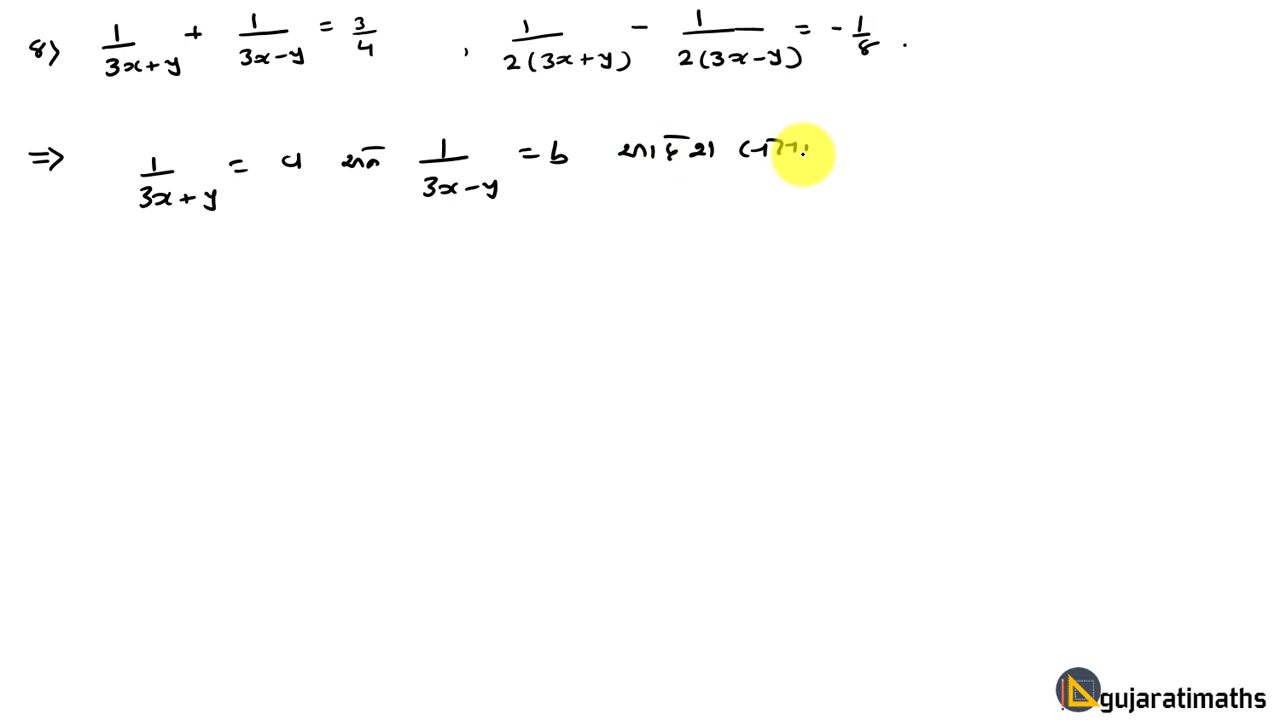 8) 1/(3x+y) + 1/(3x-y) = 3/4 , 1/(2(3x+y)) - 1/(2(3x-y)) = -1/8 .
⇒ 1/(3x+y) = a અને 1/(3x-y) = b
gujaratimaths